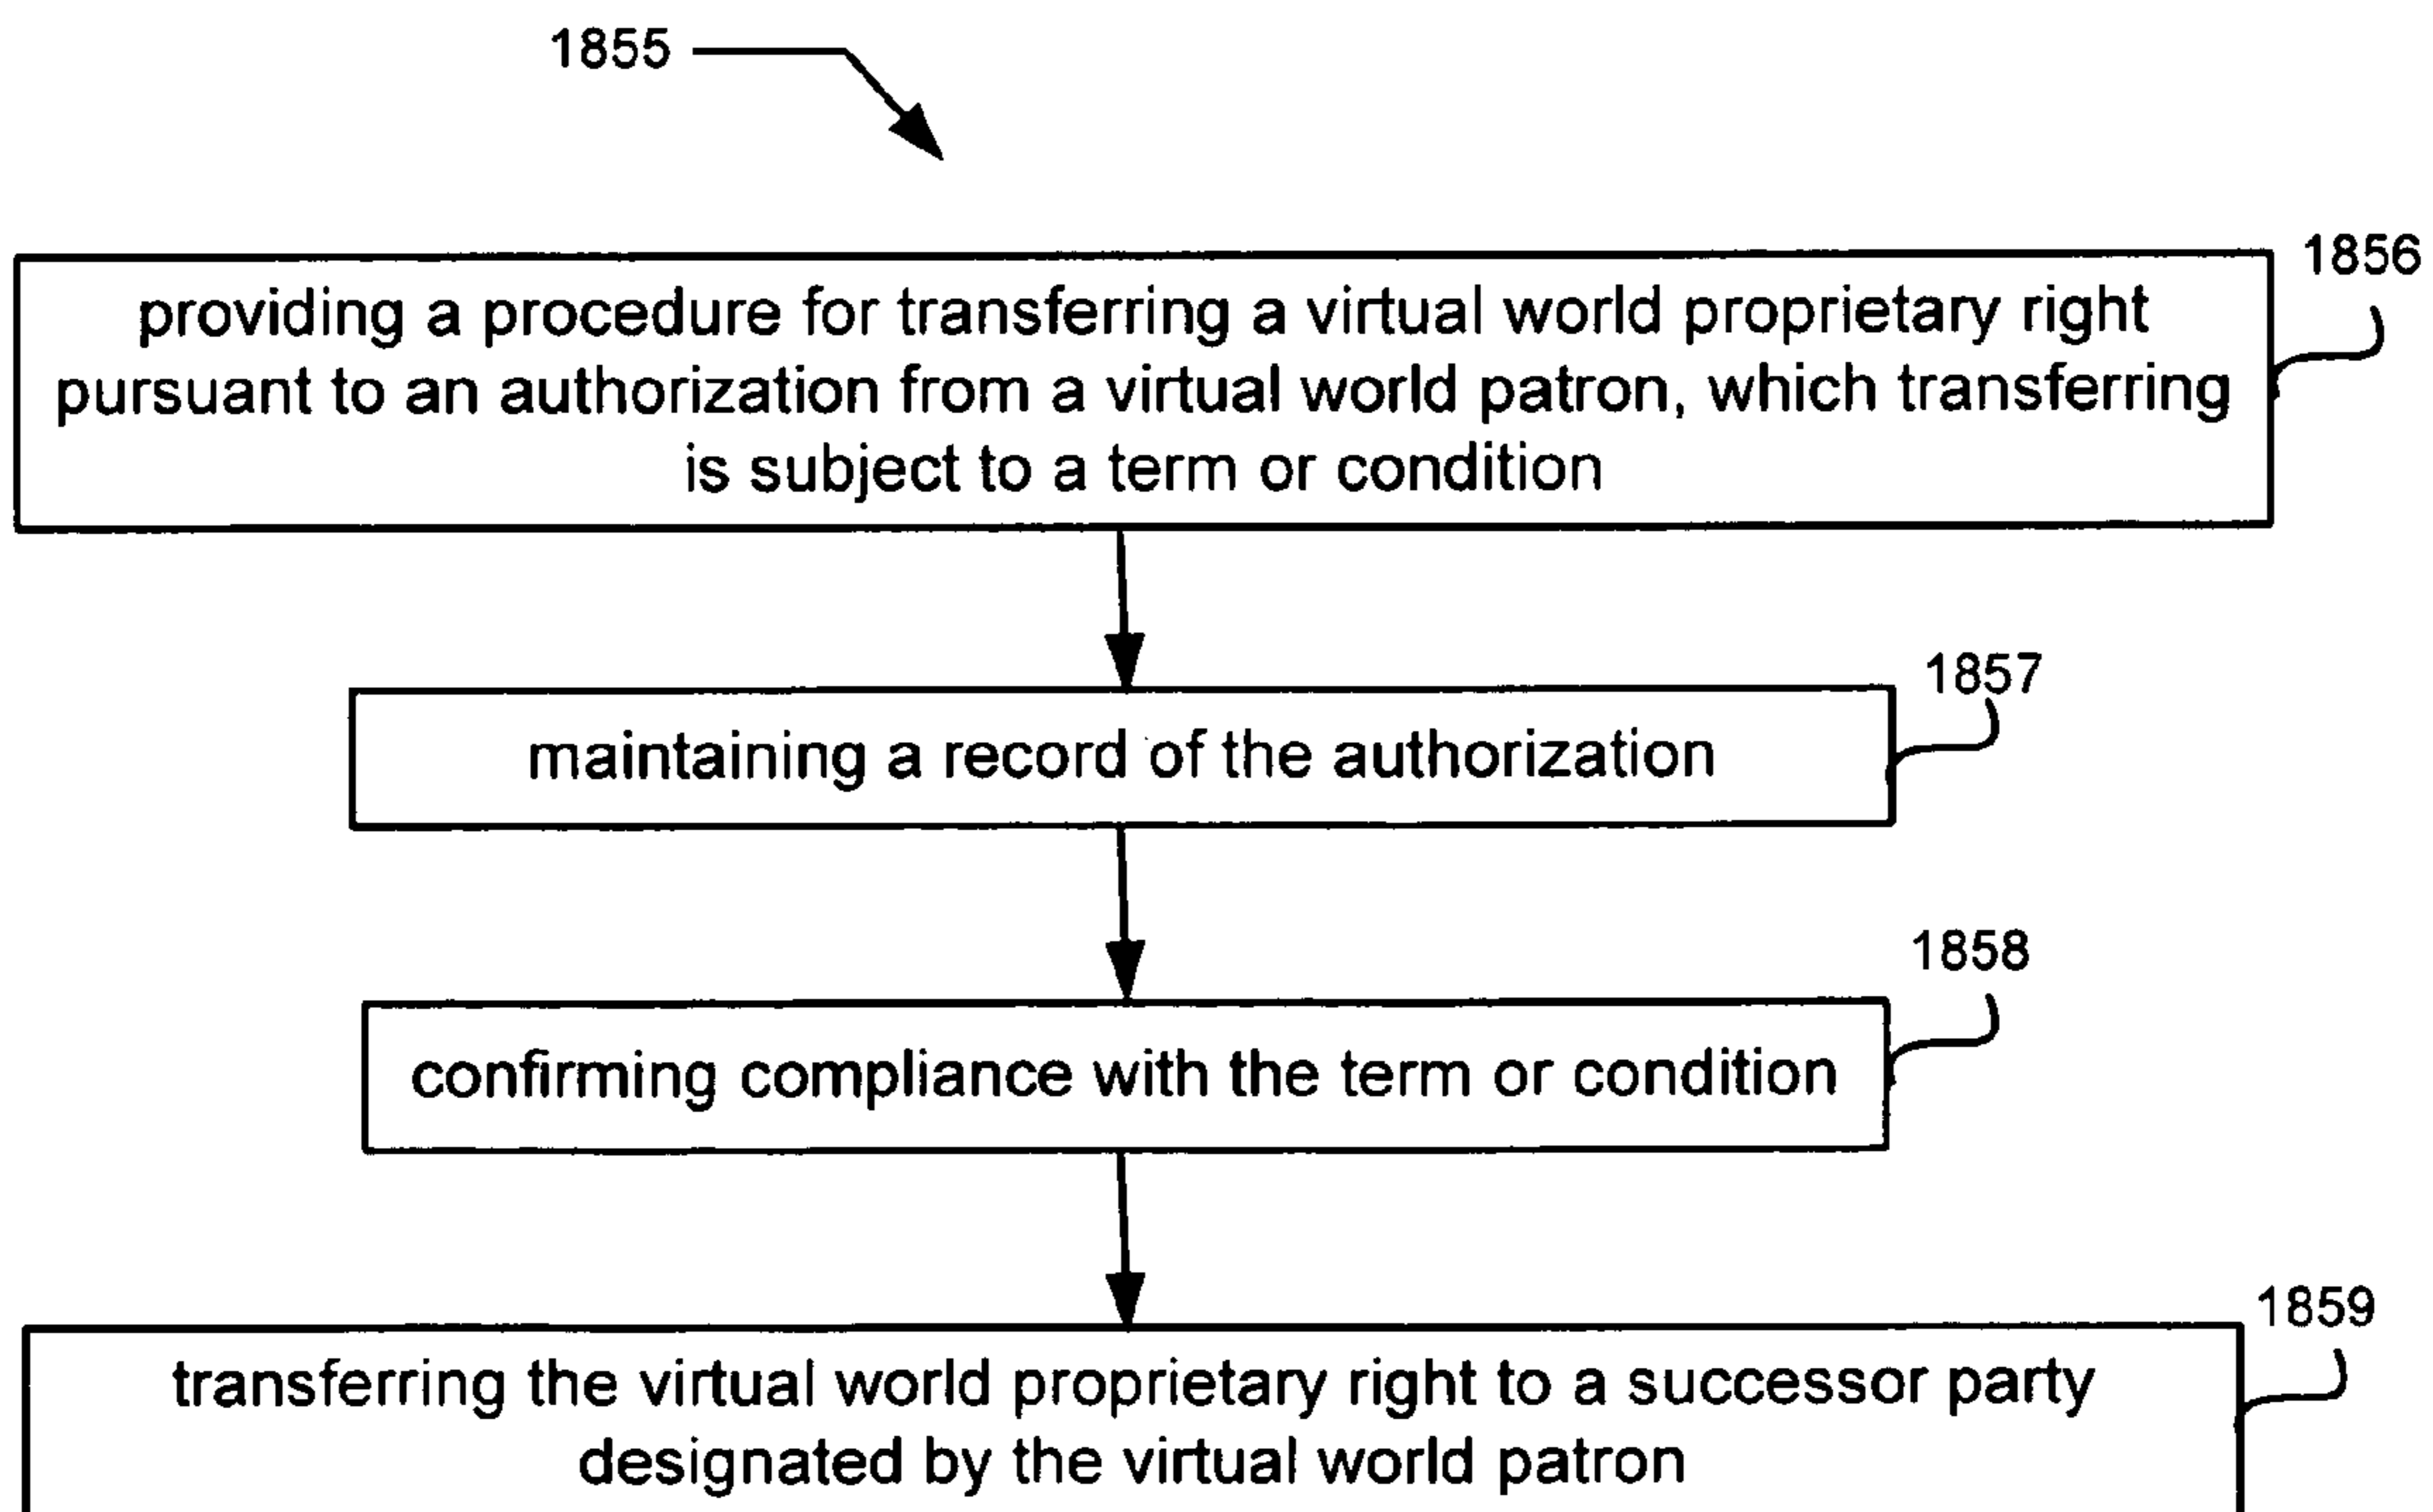 1855
1856
providing a procedure for transferring a virtual world proprietary right
pursuant to an authorization from a virtual world patron, which transferring
is subject to a term or condition
1857
maintaining a record of the authorization
1858
confirming compliance with the term or condition
1859
transferring the virtual world proprietary right to a successor party
designated by the virtual world patron